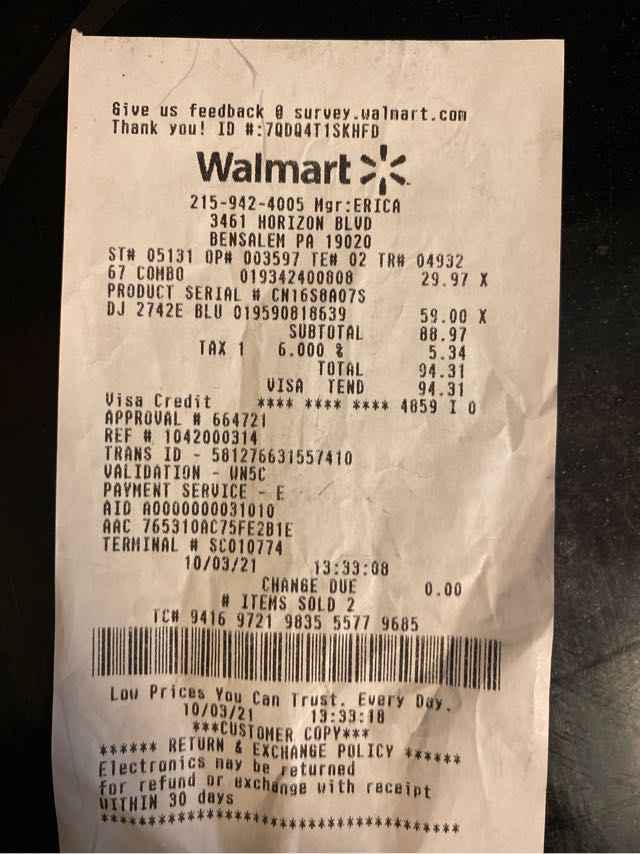 Give us feedback @ survey.walmart.com
Thank you! ID #:7QDQ4T1SKHFD
Walmart
215-942-4005 Mgr:ERICA
3461 HORIZON BLVD
BENSALEM PA 19020
ST# 05131 OP# 003597 TE# 02 TR# 04932
67 COMBO 019342400808 29.97 X
PRODUCT SERIAL # CN16S8A07S
DJ 2742E BLU 019590818639 59.00 X
SUBTOTAL 88.97
TAX 1 6.000 % 5.34
TOTAL 94.31
VISA TEND 94.31
Visa Credit **** **** **** 4859 I 0
APPROVAL # 664721
REF # 1042000314
TRANS ID - 581276631557410
VALIDATION - WN5C
PAYMENT SERVICE - E
AID A0000000031010
AAC 765310AC75FE2B1E
TERMINAL # SC010774
10/03/21 13:33:08
CHANGE DUE 0.00
# ITEMS SOLD 2
TC# 9416 9721 9835 5577 9685
Low Prices You Can Trust. Every Day.
10/03/21 13:33:18
***CUSTOMER COPY***
****** RETURN & EXCHANGE POLICY ******
Electronics may be returned
for refund or exchange with receipt
WITHIN 30 days
****************************************